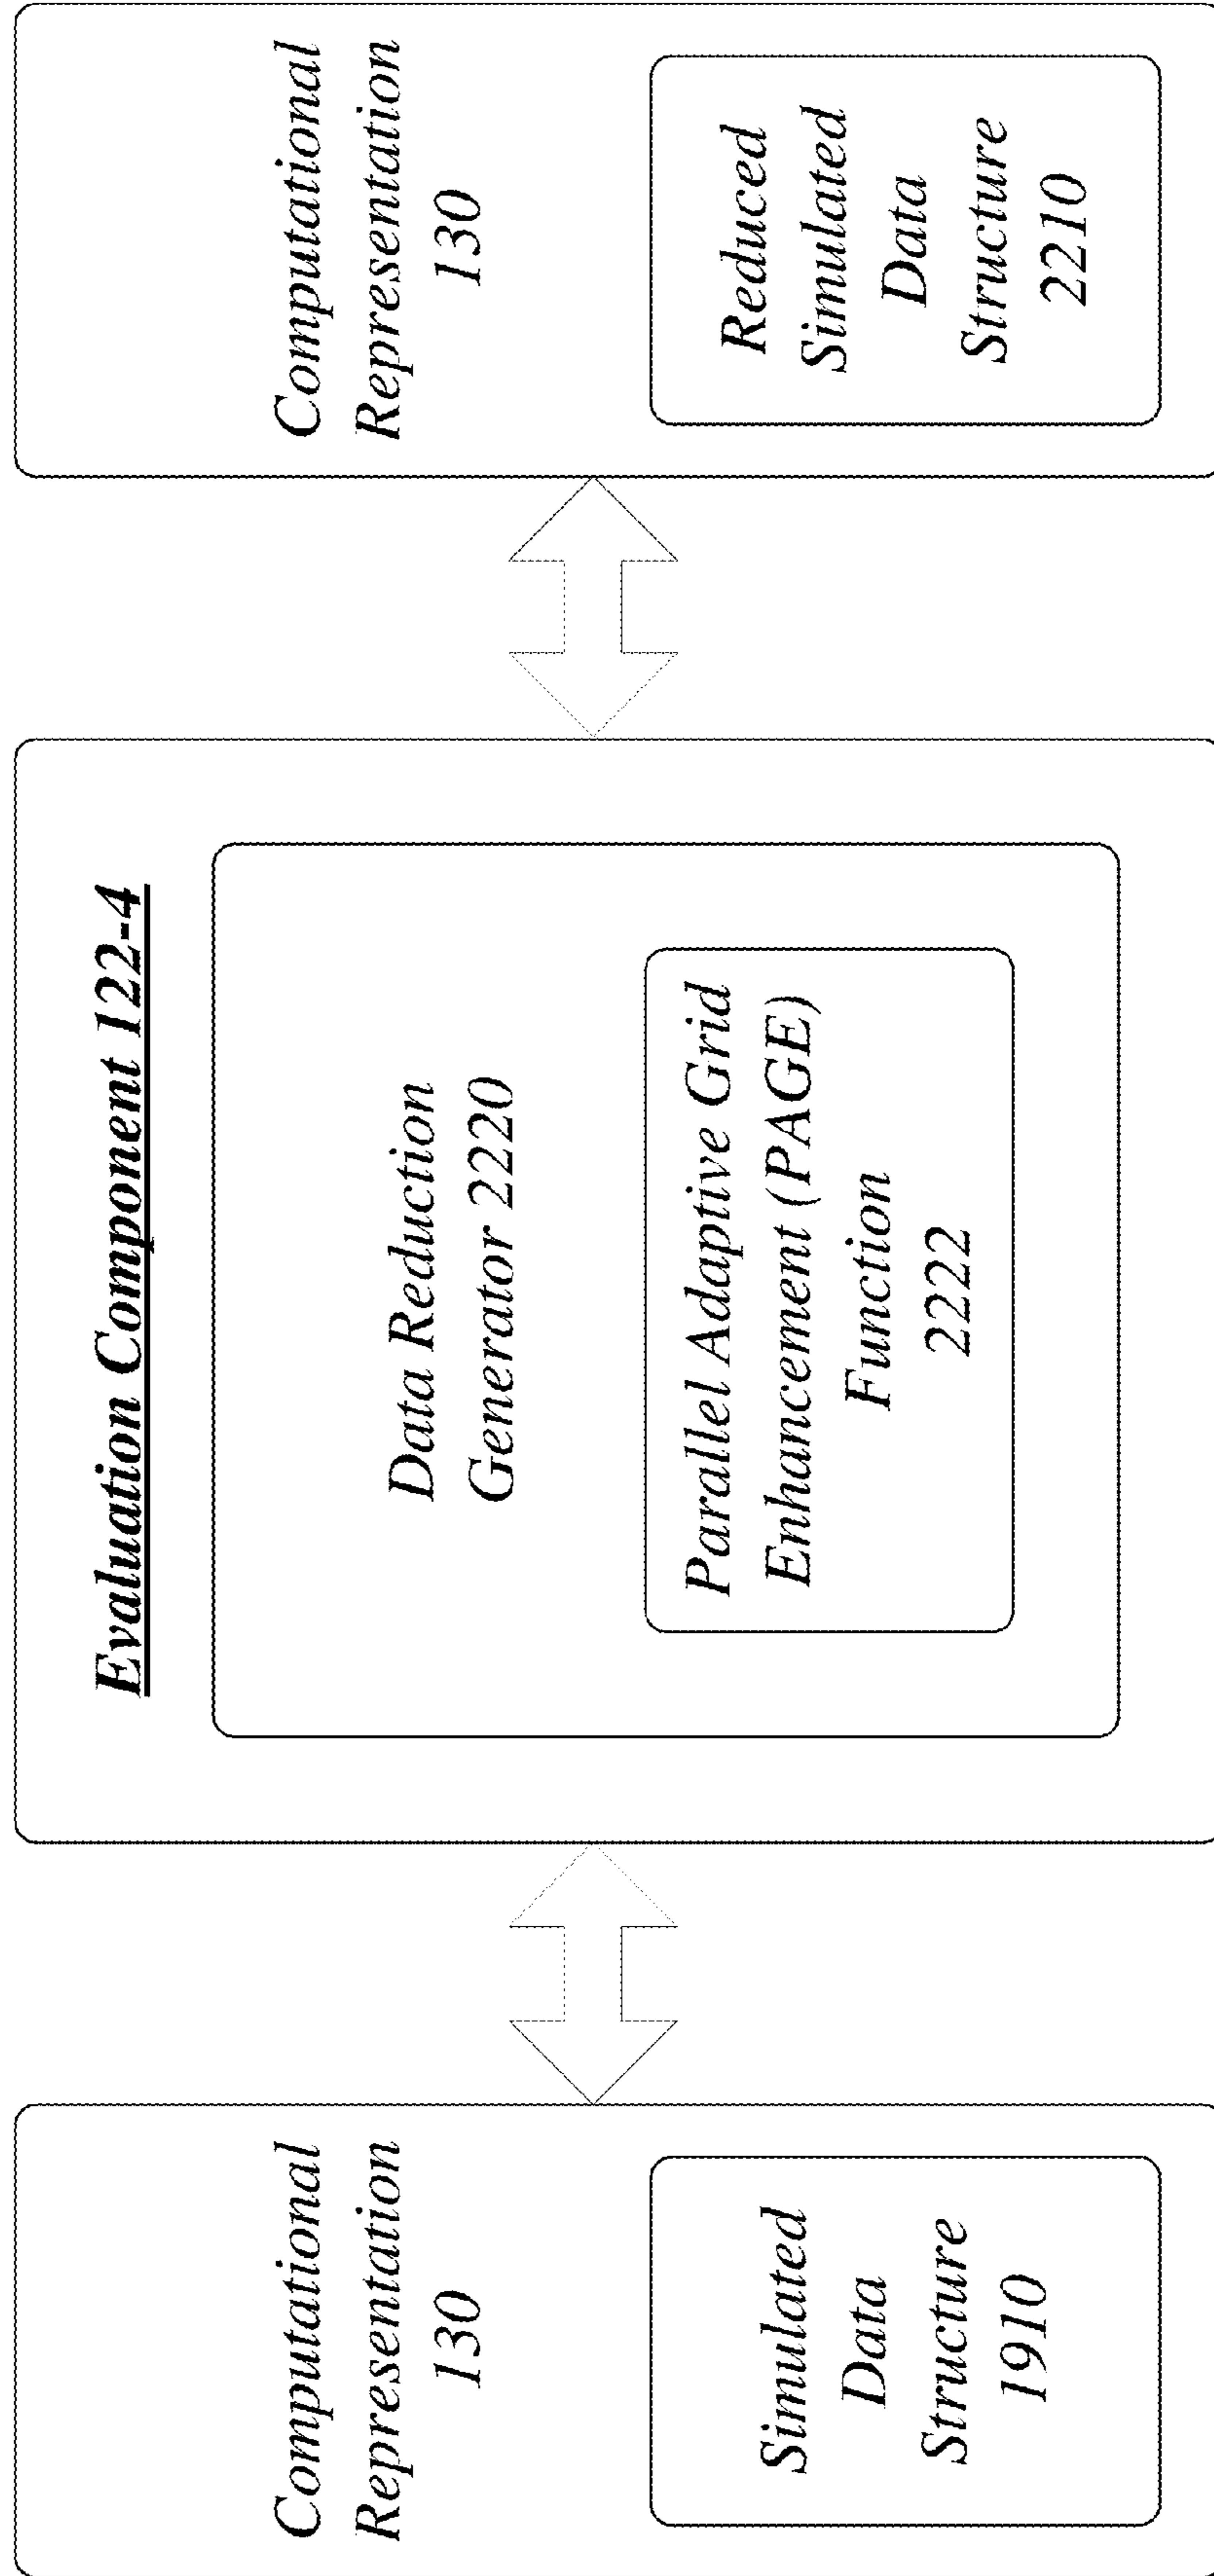 Computational
Representation
130
Simulated
Data
Structure
1910
Evaluation Component 122-4
Data Reduction
Generator 2220
Parallel Adaptive Grid
Enhancement (PAGE)
Function
2222
Computational
Representation
130
Reduced
Simulated
Data
Structure
2210